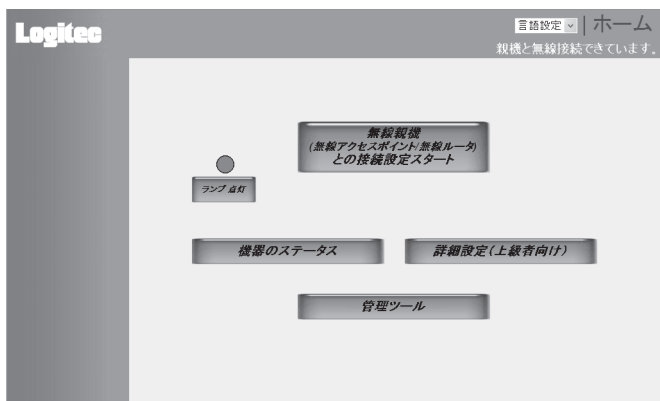 Logitec
言語設定 | ホーム
親機と無線接続できています。
無線親機
(無線アクセスポイント/無線ルータ)
との接続設定スタート
ランプ 点灯
機器のステータス
詳細設定(上級者向け)
管理ツール